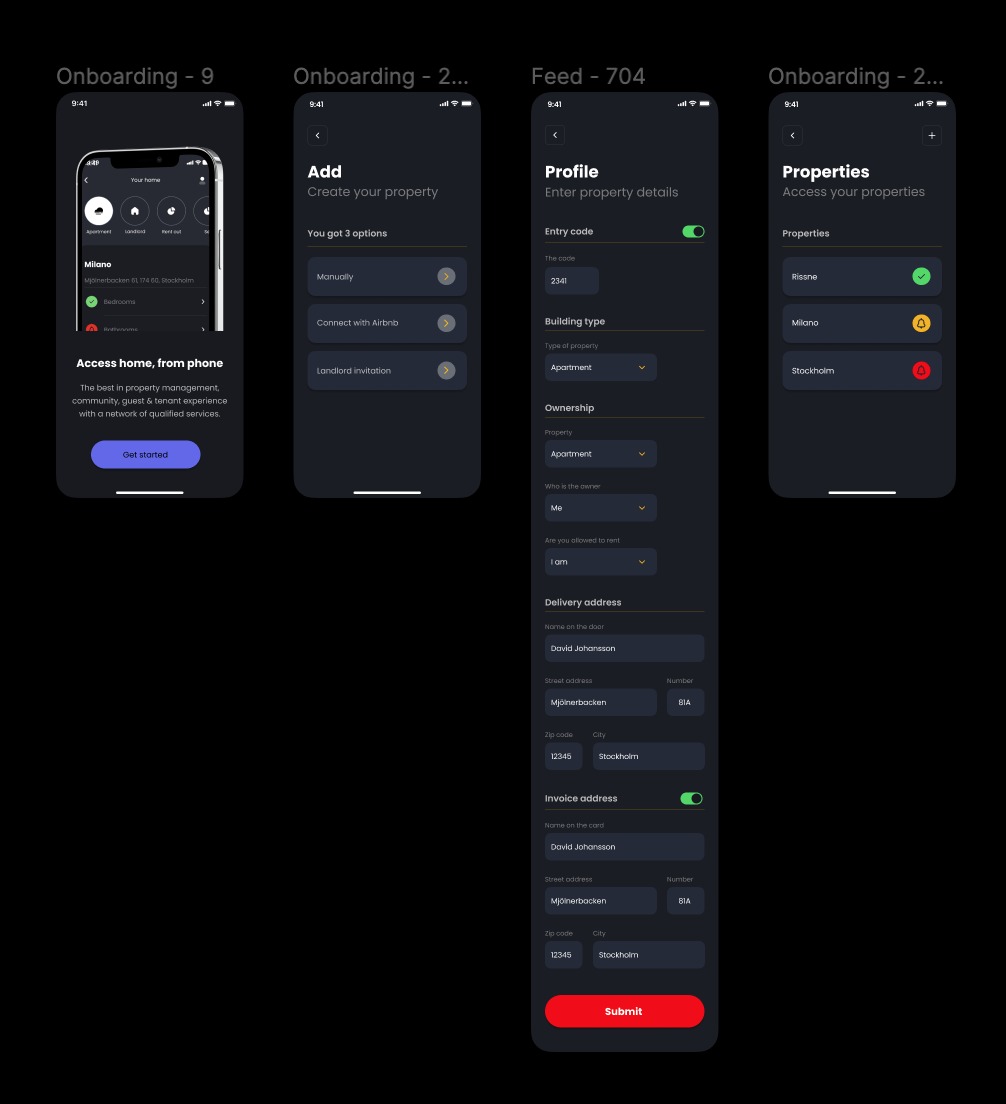 Onboarding - 9
9:41
Your home
Apartment
Landlord
Rent out
Milano
Mjölnerbacken 61, 174 60, Stockholm
Bedrooms
Bathrooms
Access home, from phone
The best in property management,
community, guest & tenant experience
with a network of qualified services.
Get started
Onboarding - 2...
9:41
Add
Create your property
You got 3 options
Manually
Connect with Airbnb
Landlord invitation
Feed - 704
9:41
Profile
Enter property details
Entry code
The code
2341
Building type
Type of property
Apartment
Ownership
Property
Apartment
Who is the owner
Me
Are you allowed to rent
I am
Delivery address
Name on the door
David Johansson
Street address Number
Mjölnerbacken 81A
Zip code City
12345 Stockholm
Invoice address
Name on the card
David Johansson
Street address Number
Mjölnerbacken 81A
Zip code City
12345 Stockholm
Submit
Onboarding - 2...
9:41
Properties
Access your properties
Properties
Rissne
Milano
Stockholm